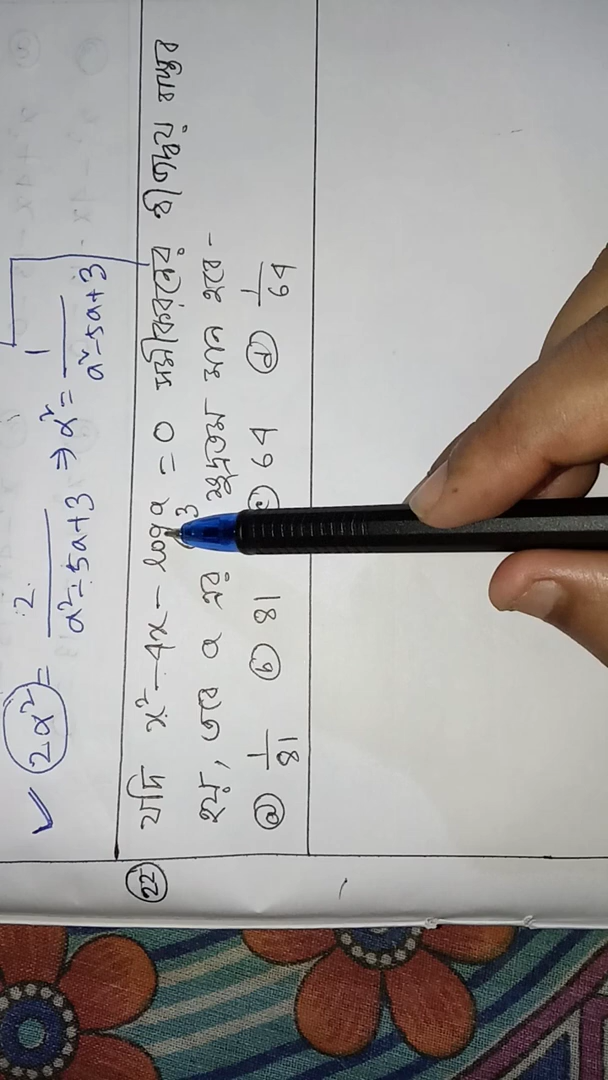 ✓ 2α² = 2/(a²-5a+3) ⇒ α² = 1/(a²-5a+3)
(22) যদি x² - 4x - log₃a = 0 সমীকরণের বীজদ্বয় বাস্তব
হয়, তবে a এর ক্ষুদ্রতম মান হবে -
(a) 1/81 (b) 81 (c) 64 (d) 1/64